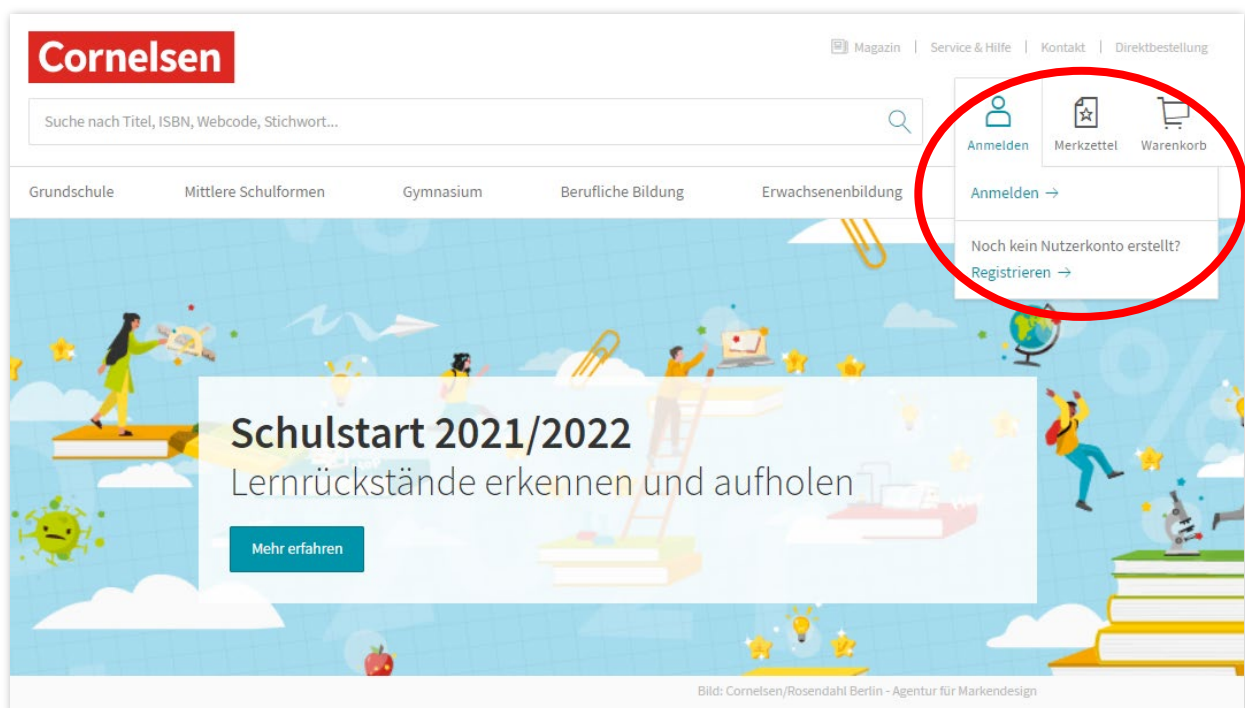 Cornelsen
Magazin | Service & Hilfe | Kontakt | Direktbestellung
Suche nach Titel, ISBN, Webcode, Stichwort...
Anmelden Merkzettel Warenkorb
Grundschule Mittlere Schulformen Gymnasium Berufliche Bildung Erwachsenenbildung
Anmelden →
Noch kein Nutzerkonto erstellt?
Registrieren →
Schulstart 2021/2022
Lernrückstände erkennen und aufholen
Mehr erfahren
Bild: Cornelsen/Rosendahl Berlin - Agentur für Markendesign